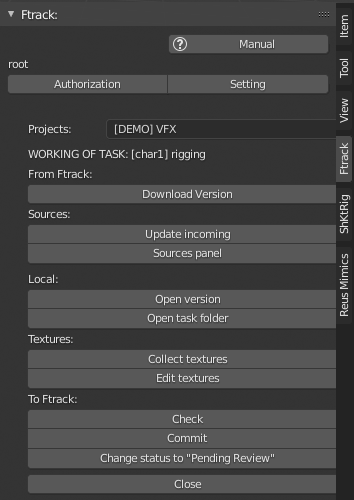 Ftrack:
Item
? Manual
root
Tool
Authorization Setting
View
Projects: [DEMO] VFX
WORKING OF TASK: [char1] rigging
Ftrack
From Ftrack:
Download Version
Sources:
ShKtRig
Update incoming
Sources panel
Local:
Reus Mimics
Open version
Open task folder
Textures:
Collect textures
Edit textures
To Ftrack:
Check
Commit
Change status to "Pending Review"
Close